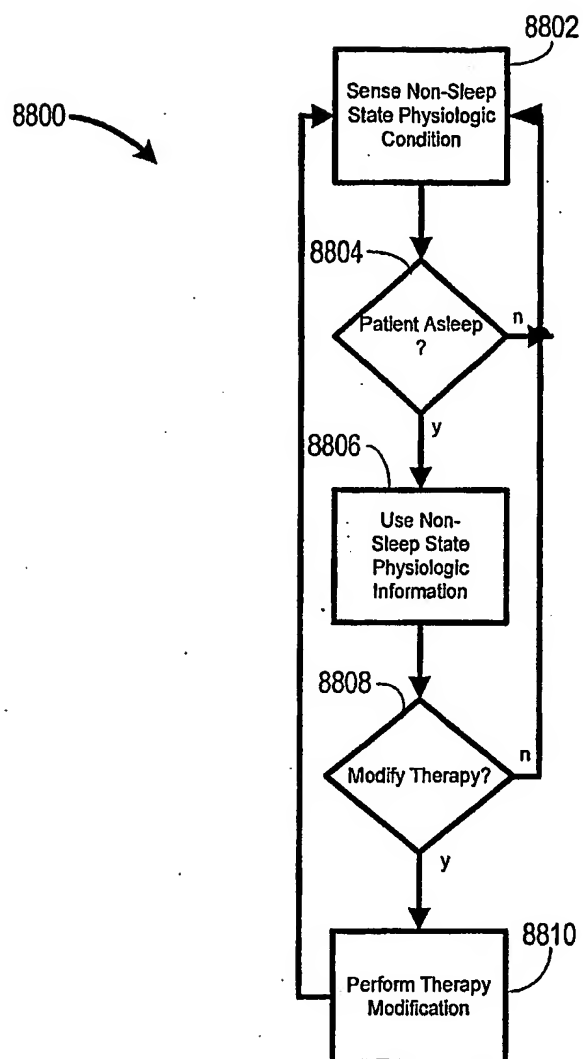 8802
Sense Non-Sleep
State Physiologic
Condition
8800
8804
Patient Asleep
?
n
y
8806
Use Non-
Sleep State
Physiologic
Information
8808
Modify Therapy?
n
y
8810
Perform Therapy
Modification